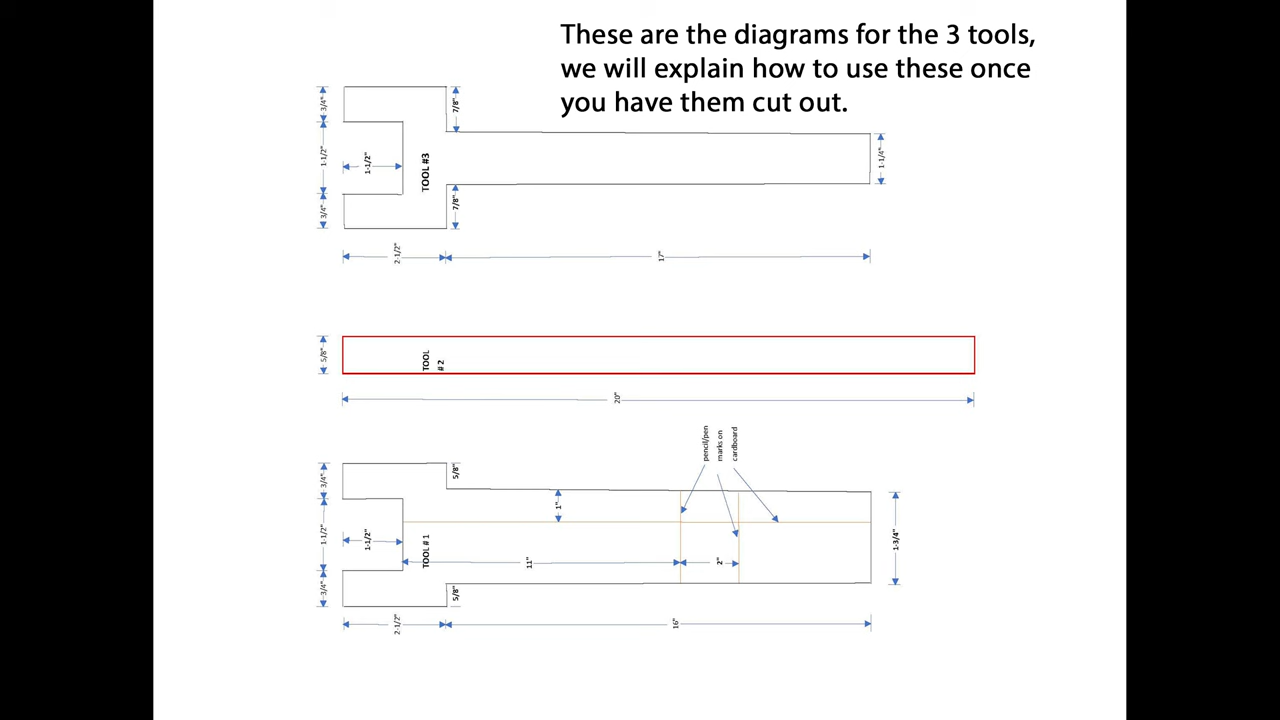 These are the diagrams for the 3 tools,
we will explain how to use these once
you have them cut out.
3/4"
1-1/2"
3/4"
1-1/2"
TOOL #3
7/8"
7/8"
1-1/4"
2-1/2"
17"
5/8"
TOOL
# 2
20"
pencil/pen
marks on
cardboard
3/4"
1-1/2"
3/4"
1-1/2"
TOOL # 1
5/8"
5/8"
1"
11"
2"
1-3/4"
2-1/2"
16"